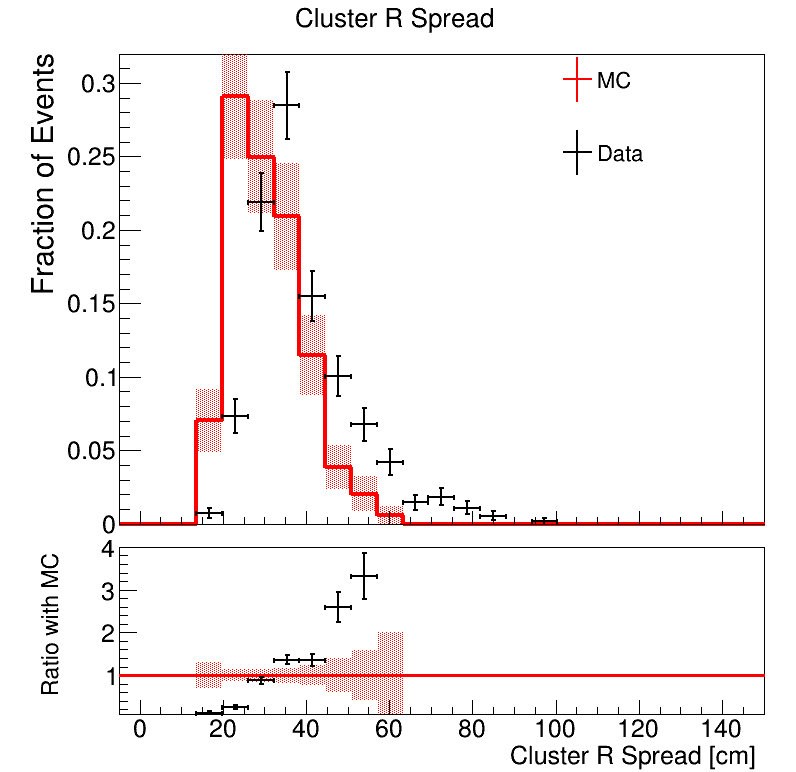 Cluster R Spread
Fraction of Events
0.3
0.25
0.2
0.15
0.1
0.05
0
MC
Data
Ratio with MC
4
3
2
1
0 20 40 60 80 100 120 140
Cluster R Spread [cm]